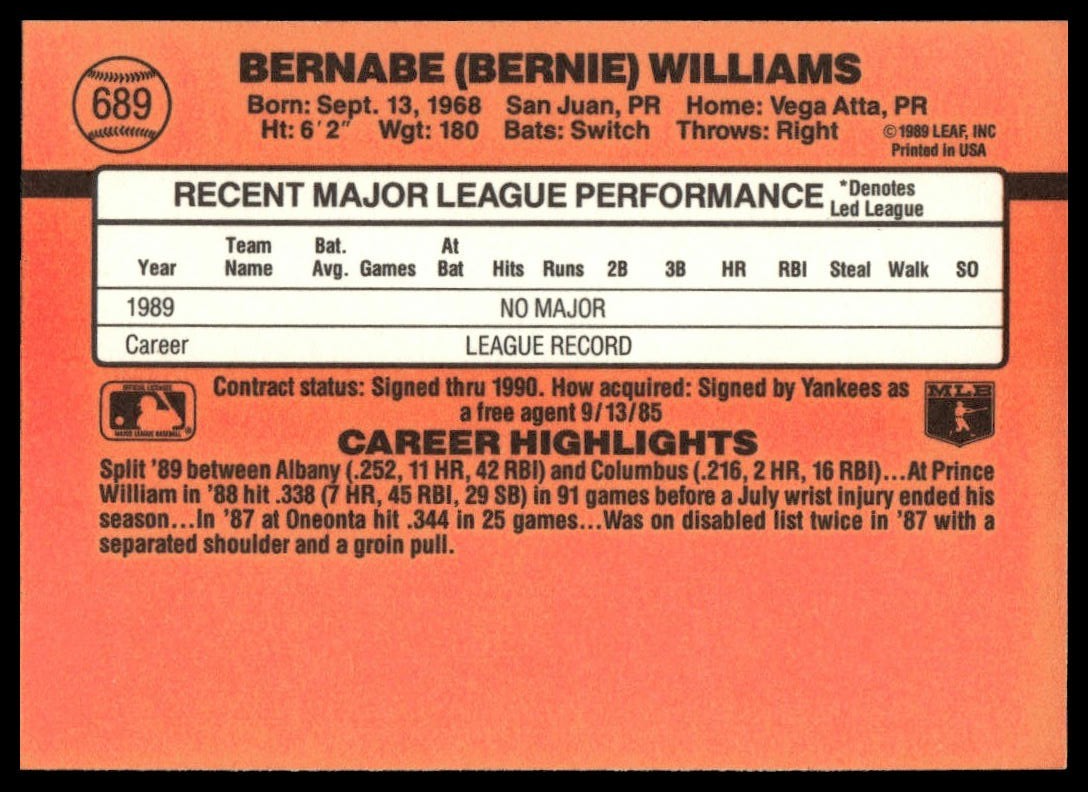 689
BERNABE (BERNIE) WILLIAMS
Born: Sept. 13, 1968 San Juan, PR Home: Vega Atta, PR
Ht: 6'2" Wgt: 180 Bats: Switch Throws: Right
©1989 LEAF, INC
Printed in USA
RECENT MAJOR LEAGUE PERFORMANCE
*Denotes
Led League
Year Team Name Bat. Avg. Games At Bat Hits Runs 2B 3B HR RBI Steal Walk SO
1989 NO MAJOR
Career LEAGUE RECORD
OFFICIAL LICENSEE
MAJOR LEAGUE BASEBALL®
Contract status: Signed thru 1990. How acquired: Signed by Yankees as
a free agent 9/13/85
MLB
CAREER HIGHLIGHTS
Split '89 between Albany (.252, 11 HR, 42 RBI) and Columbus (.216, 2 HR, 16 RBI)...At Prince
William in '88 hit .338 (7 HR, 45 RBI, 29 SB) in 91 games before a July wrist injury ended his
season...In '87 at Oneonta hit .344 in 25 games...Was on disabled list twice in '87 with a
separated shoulder and a groin pull.